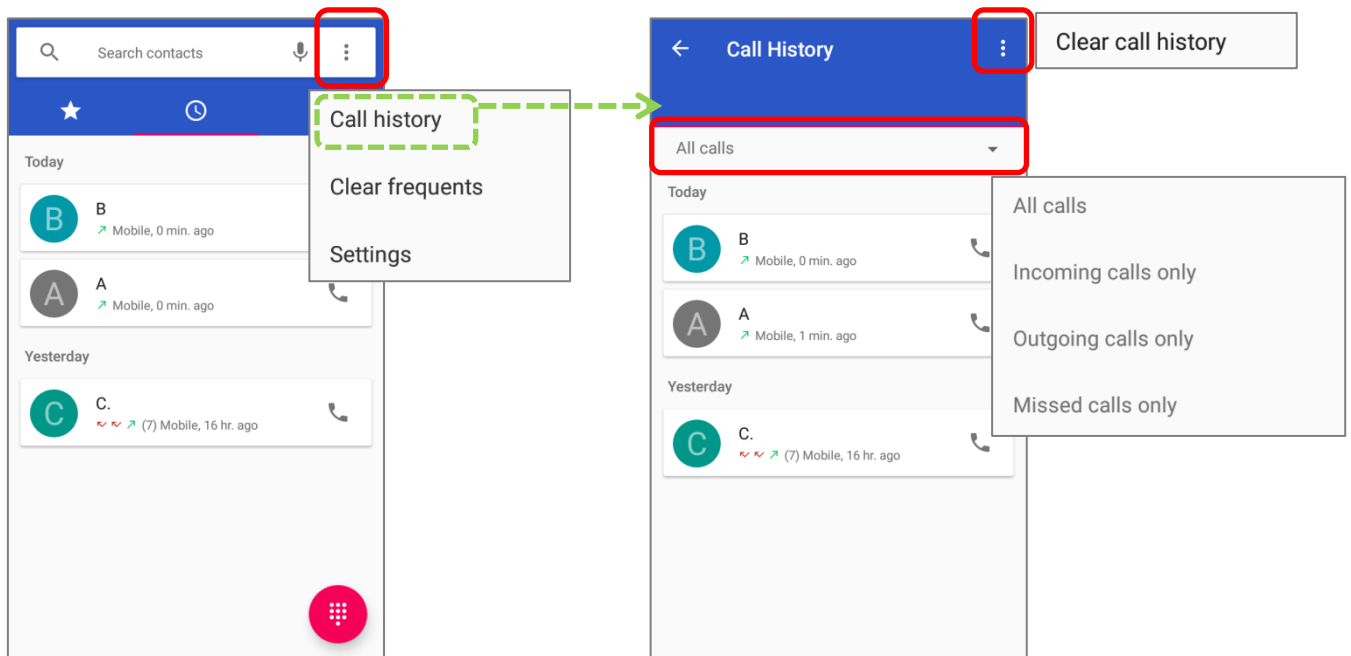 Search contacts
Call history
Clear frequents
Settings
Today
B
B
Mobile, 0 min. ago
A
A
Mobile, 0 min. ago
Yesterday
C
C.
(7) Mobile, 16 hr. ago
Call History
Clear call history
All calls
All calls
Incoming calls only
Outgoing calls only
Missed calls only
Today
B
B
Mobile, 0 min. ago
A
A
Mobile, 1 min. ago
Yesterday
C
C.
(7) Mobile, 16 hr. ago